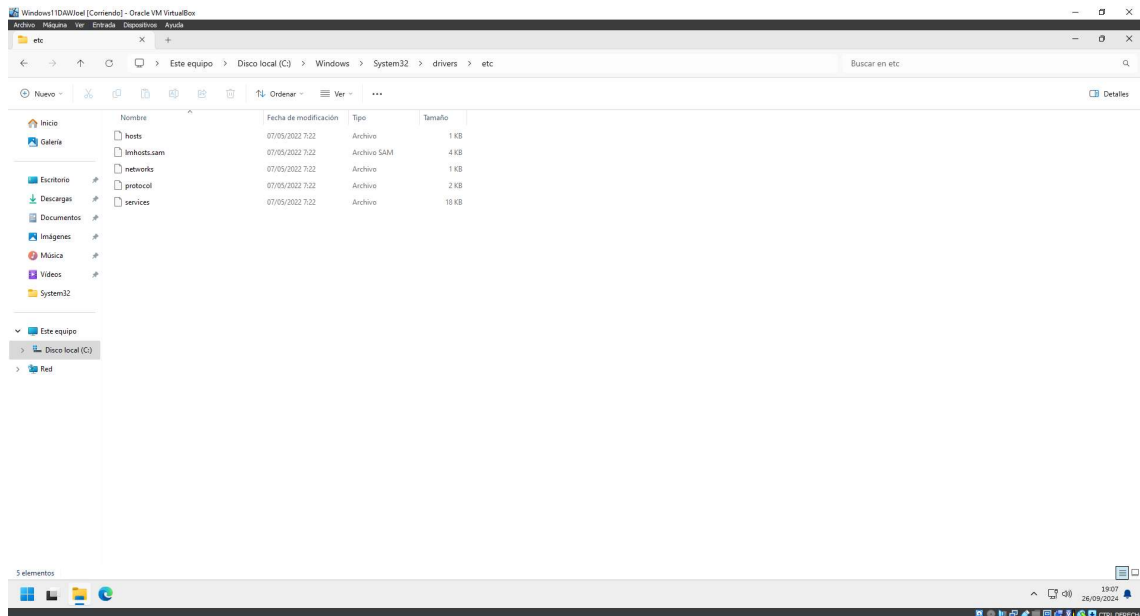 Windows11DAWJoel [Corriendo] - Oracle VM VirtualBox
Archivo Máquina Ver Entrada Dispositivos Ayuda
etc
Este equipo > Disco local (C:) > Windows > System32 > drivers > etc
Buscar en etc
Nuevo
Ordenar
Ver
Detalles
Nombre Fecha de modificación Tipo Tamaño
hosts 07/05/2022 7:22 Archivo 1 KB
lmhosts.sam 07/05/2022 7:22 Archivo SAM 4 KB
networks 07/05/2022 7:22 Archivo 1 KB
protocol 07/05/2022 7:22 Archivo 2 KB
services 07/05/2022 7:22 Archivo 18 KB
Inicio
Galería
Escritorio
Descargas
Documentos
Imágenes
Música
Vídeos
System32
Este equipo
Disco local (C:)
Red
5 elementos
19:07
26/09/2024
CTRL DERECH